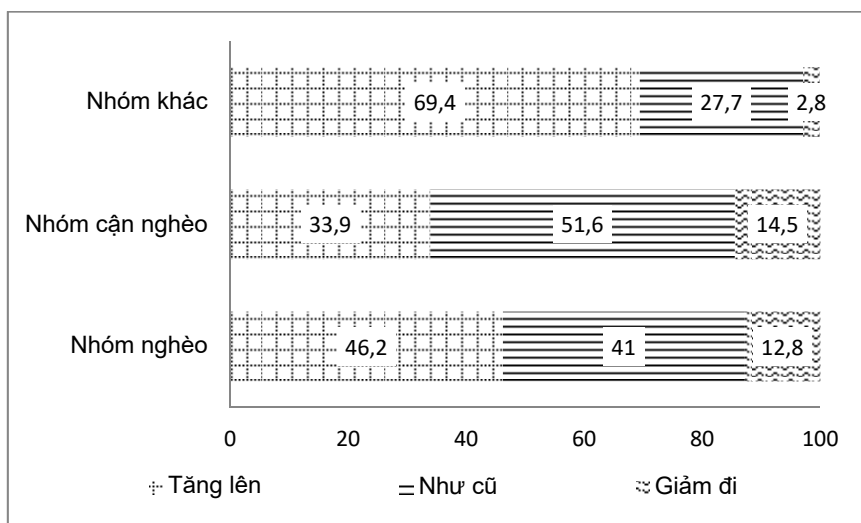 Nhóm khác
69,4 27,7 2,8
Nhóm cận nghèo
33,9 51,6 14,5
Nhóm nghèo
46,2 41 12,8
0 20 40 60 80 100
Tăng lên Như cũ Giảm đi